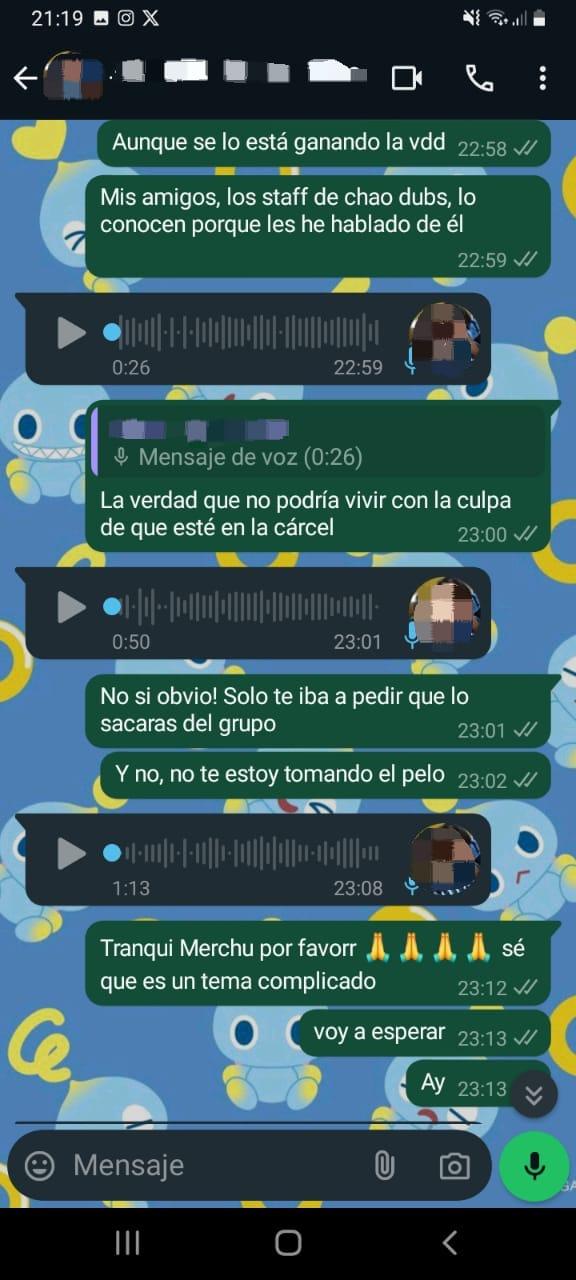 21:19
Aunque se lo está ganando la vdd 22:58
Mis amigos, los staff de chao dubs, lo
conocen porque les he hablado de él
22:59
0:26 22:59
Mensaje de voz (0:26)
La verdad que no podría vivir con la culpa
de que esté en la cárcel 23:00
0:50 23:01
No si obvio! Solo te iba a pedir que lo
sacaras del grupo 23:01
Y no, no te estoy tomando el pelo 23:02
1:13 23:08
Tranqui Merchu por favorr 🙏 🙏 🙏 🙏 sé
que es un tema complicado 23:12
voy a esperar 23:13
Ay 23:13
Mensaje